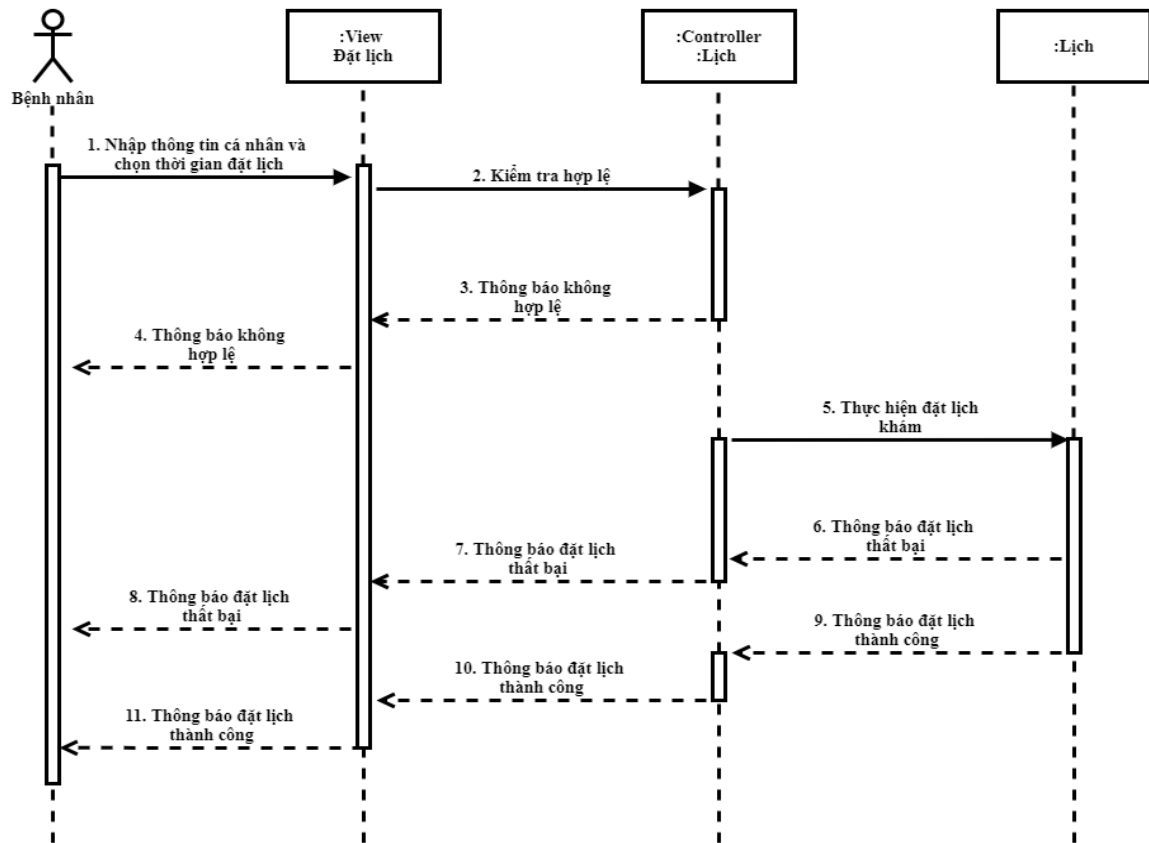 :View
Đặt lịch
:Controller
:Lịch
:Lịch
Bệnh nhân
1. Nhập thông tin cá nhân và
chọn thời gian đặt lịch
2. Kiểm tra hợp lệ
3. Thông báo không
hợp lệ
4. Thông báo không
hợp lệ
5. Thực hiện đặt lịch
khám
6. Thông báo đặt lịch
thất bại
7. Thông báo đặt lịch
thất bại
8. Thông báo đặt lịch
thất bại
9. Thông báo đặt lịch
thành công
10. Thông báo đặt lịch
thành công
11. Thông báo đặt lịch
thành công